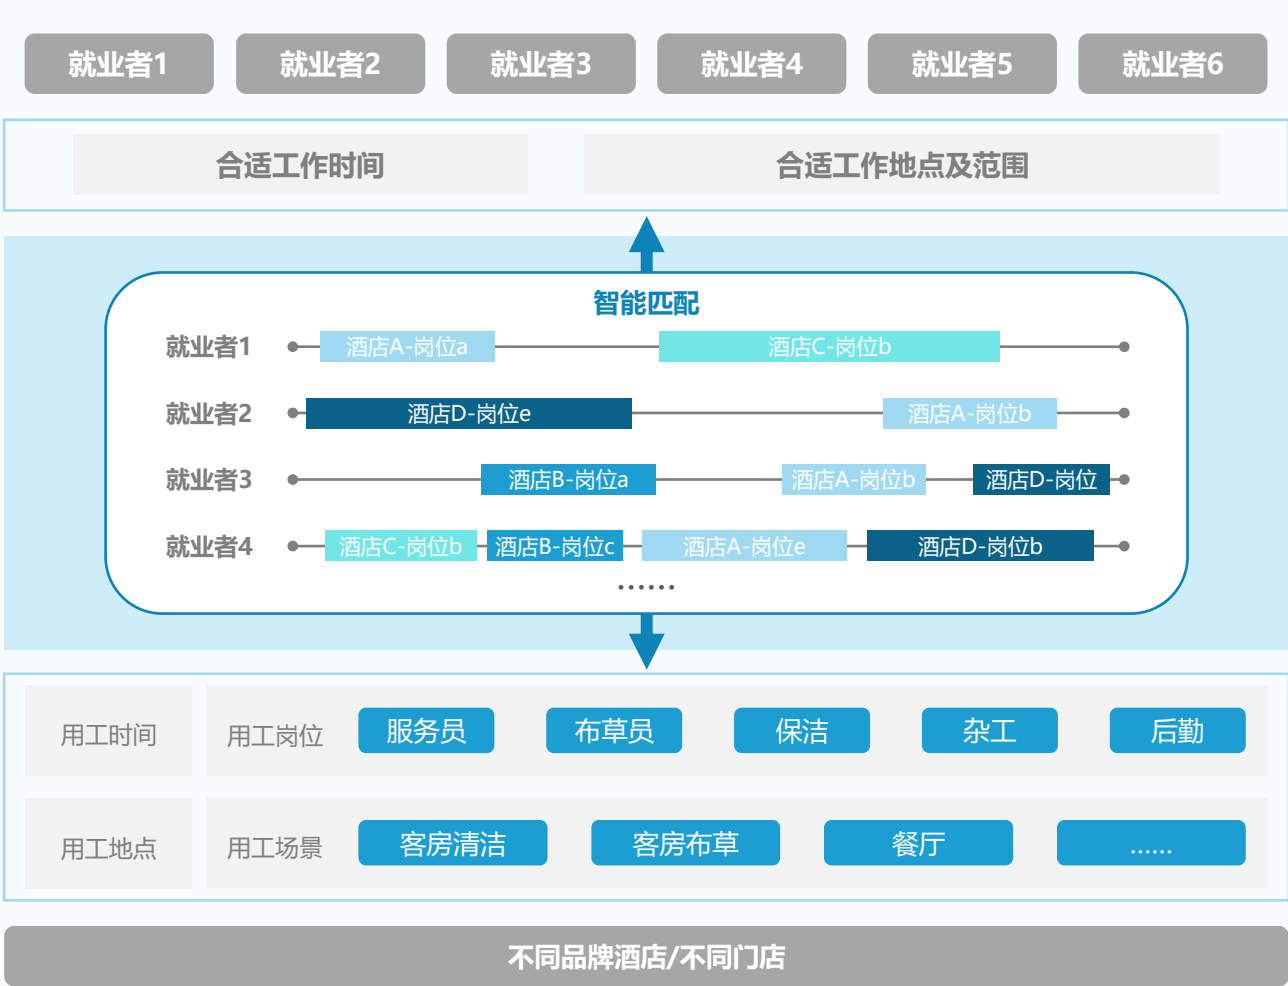 就业者1 就业者2 就业者3 就业者4 就业者5 就业者6
合适工作时间 合适工作地点及范围
智能匹配
就业者1 酒店A-岗位a 酒店C-岗位b
就业者2 酒店D-岗位e 酒店A-岗位b
就业者3 酒店B-岗位a 酒店A-岗位b 酒店D-岗位
就业者4 酒店C-岗位b 酒店B-岗位c 酒店A-岗位e 酒店D-岗位b
······
用工时间 用工岗位 服务员 布草员 保洁 杂工 后勤
用工地点 用工场景 客房清洁 客房布草 餐厅 ......
不同品牌酒店/不同门店